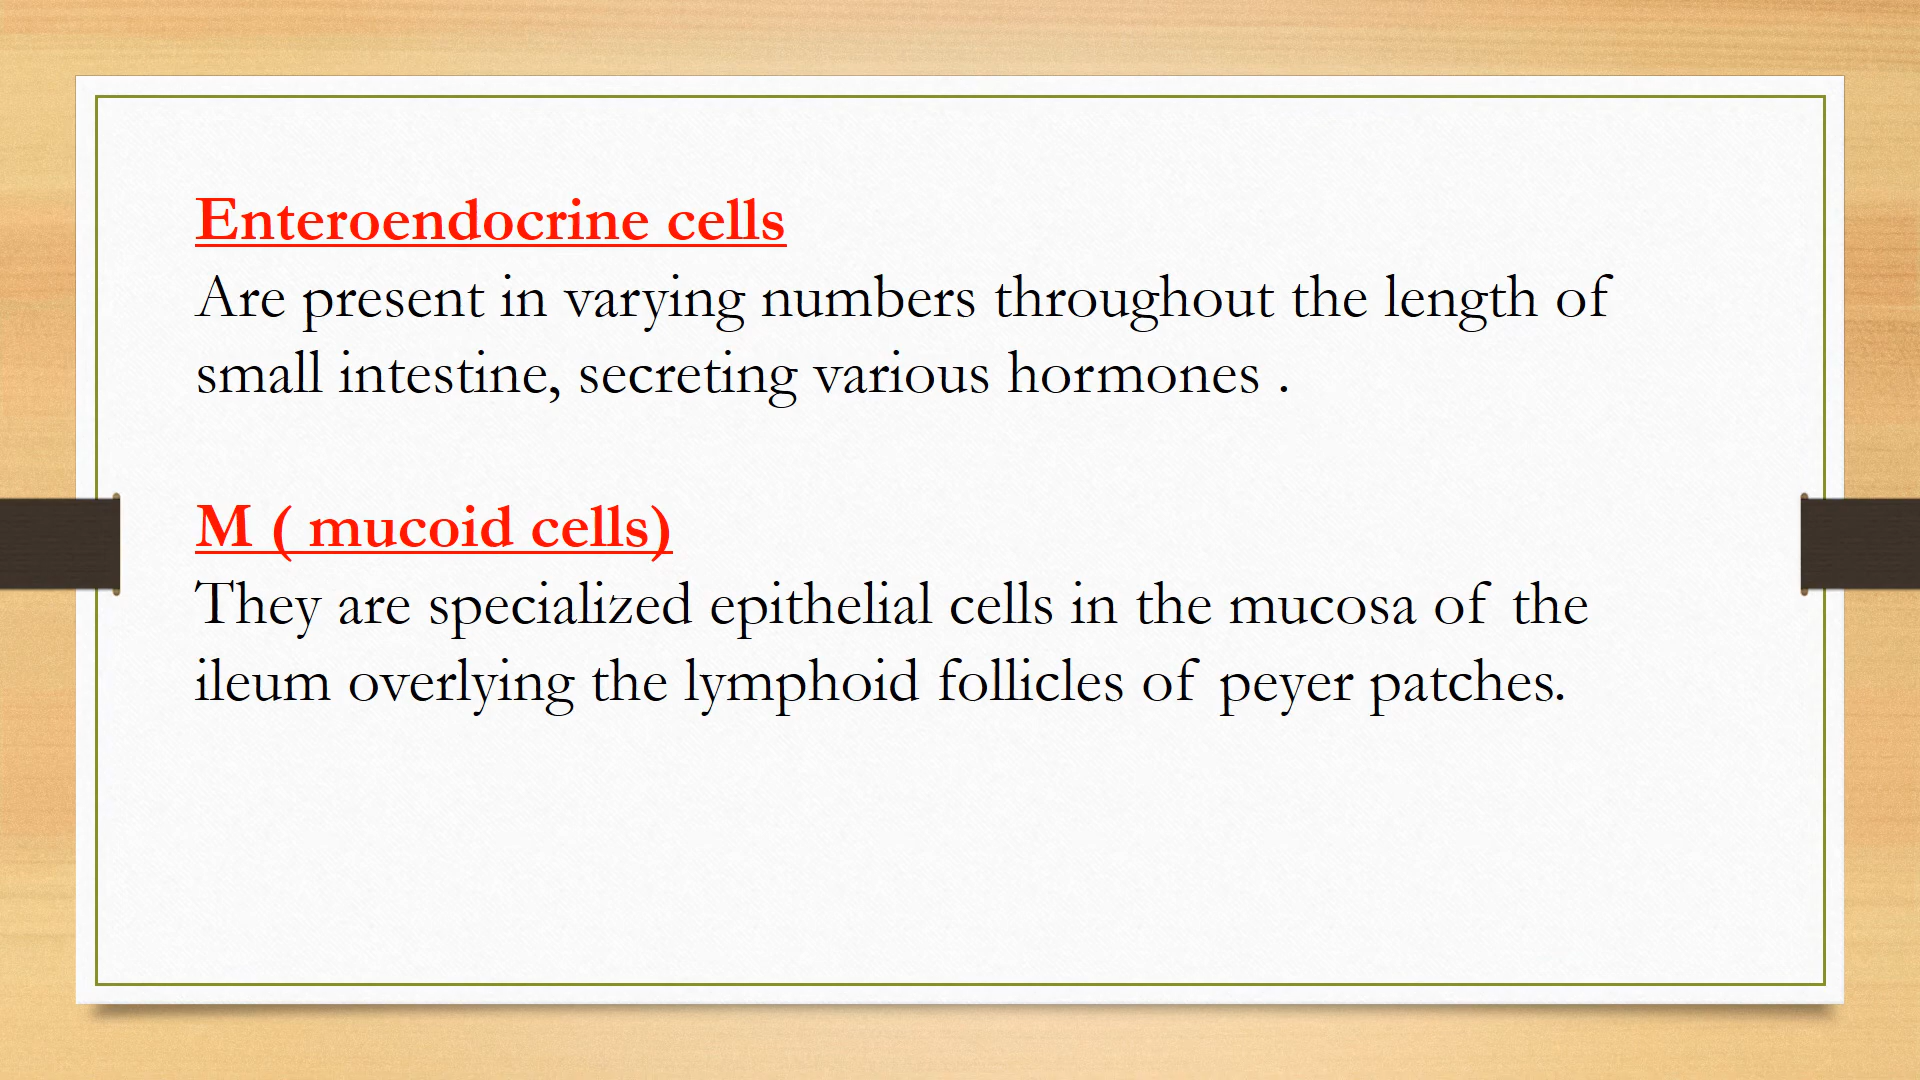 Enteroendocrine cells
Are present in varying numbers throughout the length of
small intestine, secreting various hormones .
M ( mucoid cells)
They are specialized epithelial cells in the mucosa of the
ileum overlying the lymphoid follicles of peyer patches.